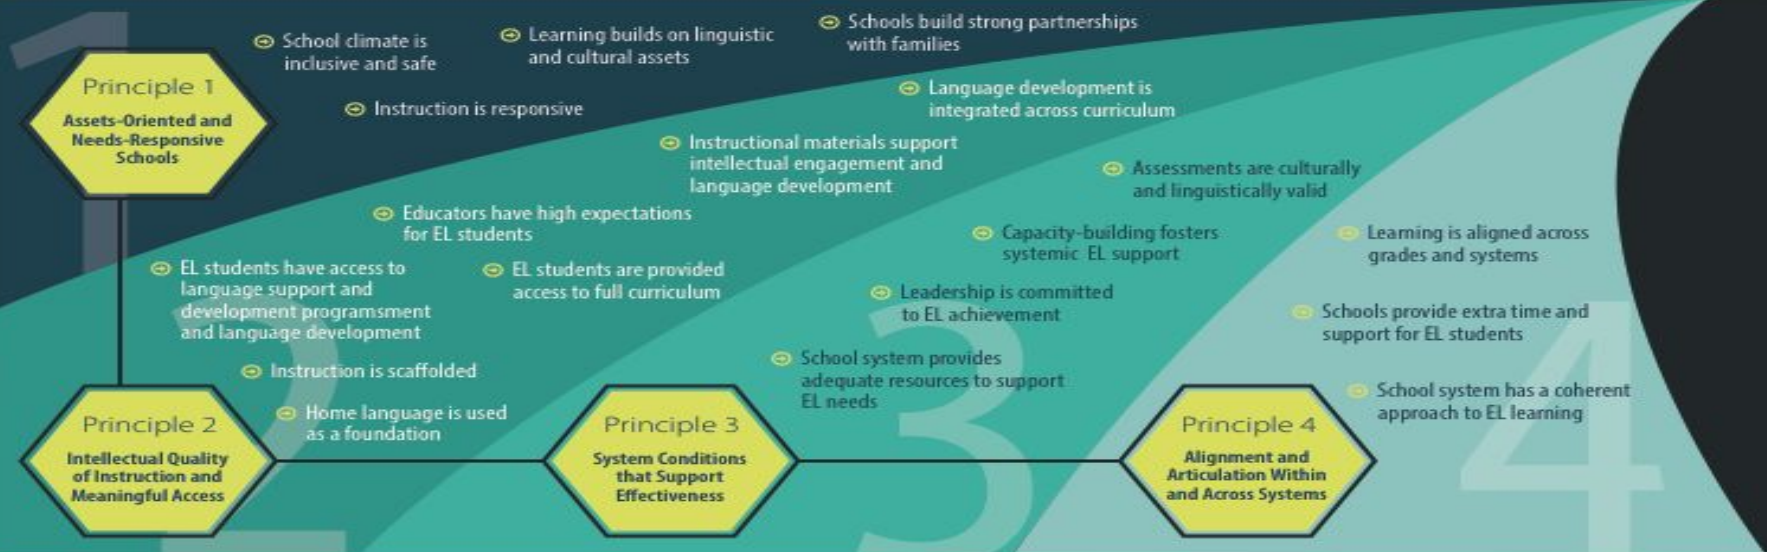 1
Principle 1
Assets-Oriented and
Needs-Responsive
Schools
School climate is
inclusive and safe
Learning builds on linguistic
and cultural assets
Schools build strong partnerships
with families
Instruction is responsive
2
Principle 2
Intellectual Quality
of Instruction and
Meaningful Access
Language development is
integrated across curriculum
Instructional materials support
intellectual engagement and
language development
Educators have high expectations
for EL students
EL students have access to
language support and
development programsment
and language development
EL students are provided
access to full curriculum
Instruction is scaffolded
Home language is used
as a foundation
3
Principle 3
System Conditions
that Support
Effectiveness
Assessments are culturally
and linguistically valid
Capacity-building fosters
systemic EL support
Leadership is committed
to EL achievement
School system provides
adequate resources to support
EL needs
4
Principle 4
Alignment and
Articulation Within
and Across Systems
Learning is aligned across
grades and systems
Schools provide extra time and
support for EL students
School system has a coherent
approach to EL learning